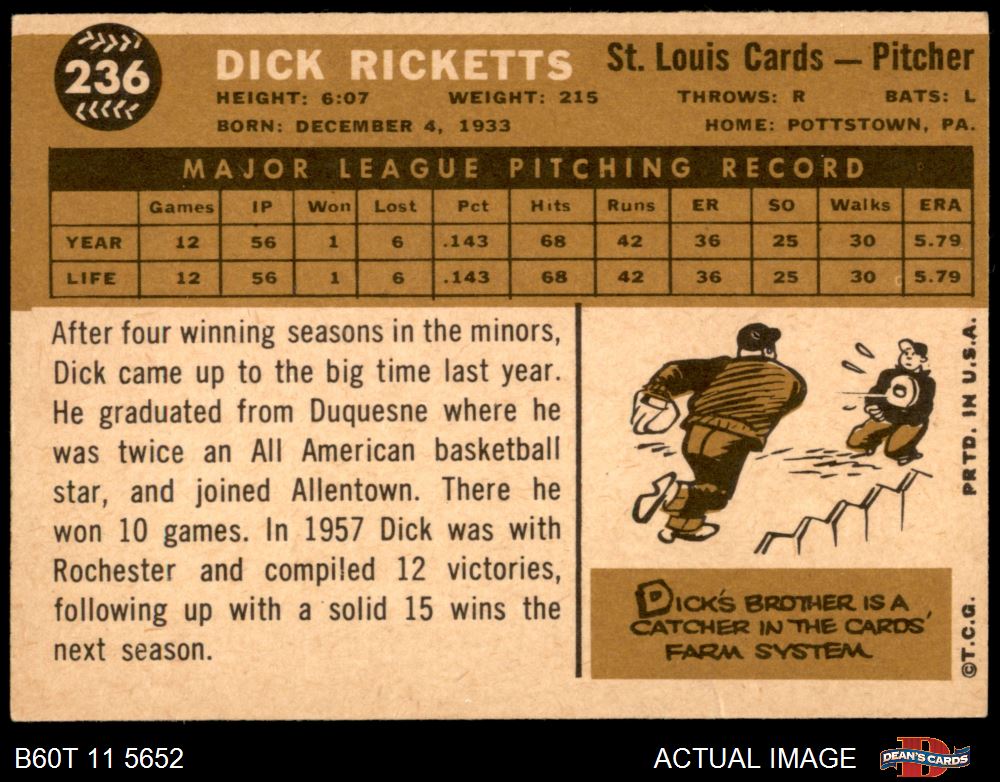 236
DICK RICKETTS St. Louis Cards — Pitcher
HEIGHT: 6:07 WEIGHT: 215 THROWS: R BATS: L
BORN: DECEMBER 4, 1933 HOME: POTTSTOWN, PA.
MAJOR LEAGUE PITCHING RECORD
Games IP Won Lost Pct Hits Runs ER SO Walks ERA
YEAR 12 56 1 6 .143 68 42 36 25 30 5.79
LIFE 12 56 1 6 .143 68 42 36 25 30 5.79
After four winning seasons in the minors,
Dick came up to the big time last year.
He graduated from Duquesne where he
was twice an All American basketball
star, and joined Allentown. There he
won 10 games. In 1957 Dick was with
Rochester and compiled 12 victories,
following up with a solid 15 wins the
next season.
DICK'S BROTHER IS A
CATCHER IN THE CARDS'
FARM SYSTEM.
©T.C.G. PRTD. IN U.S.A.
B60T 11 5652 ACTUAL IMAGE DEAN'S CARDS